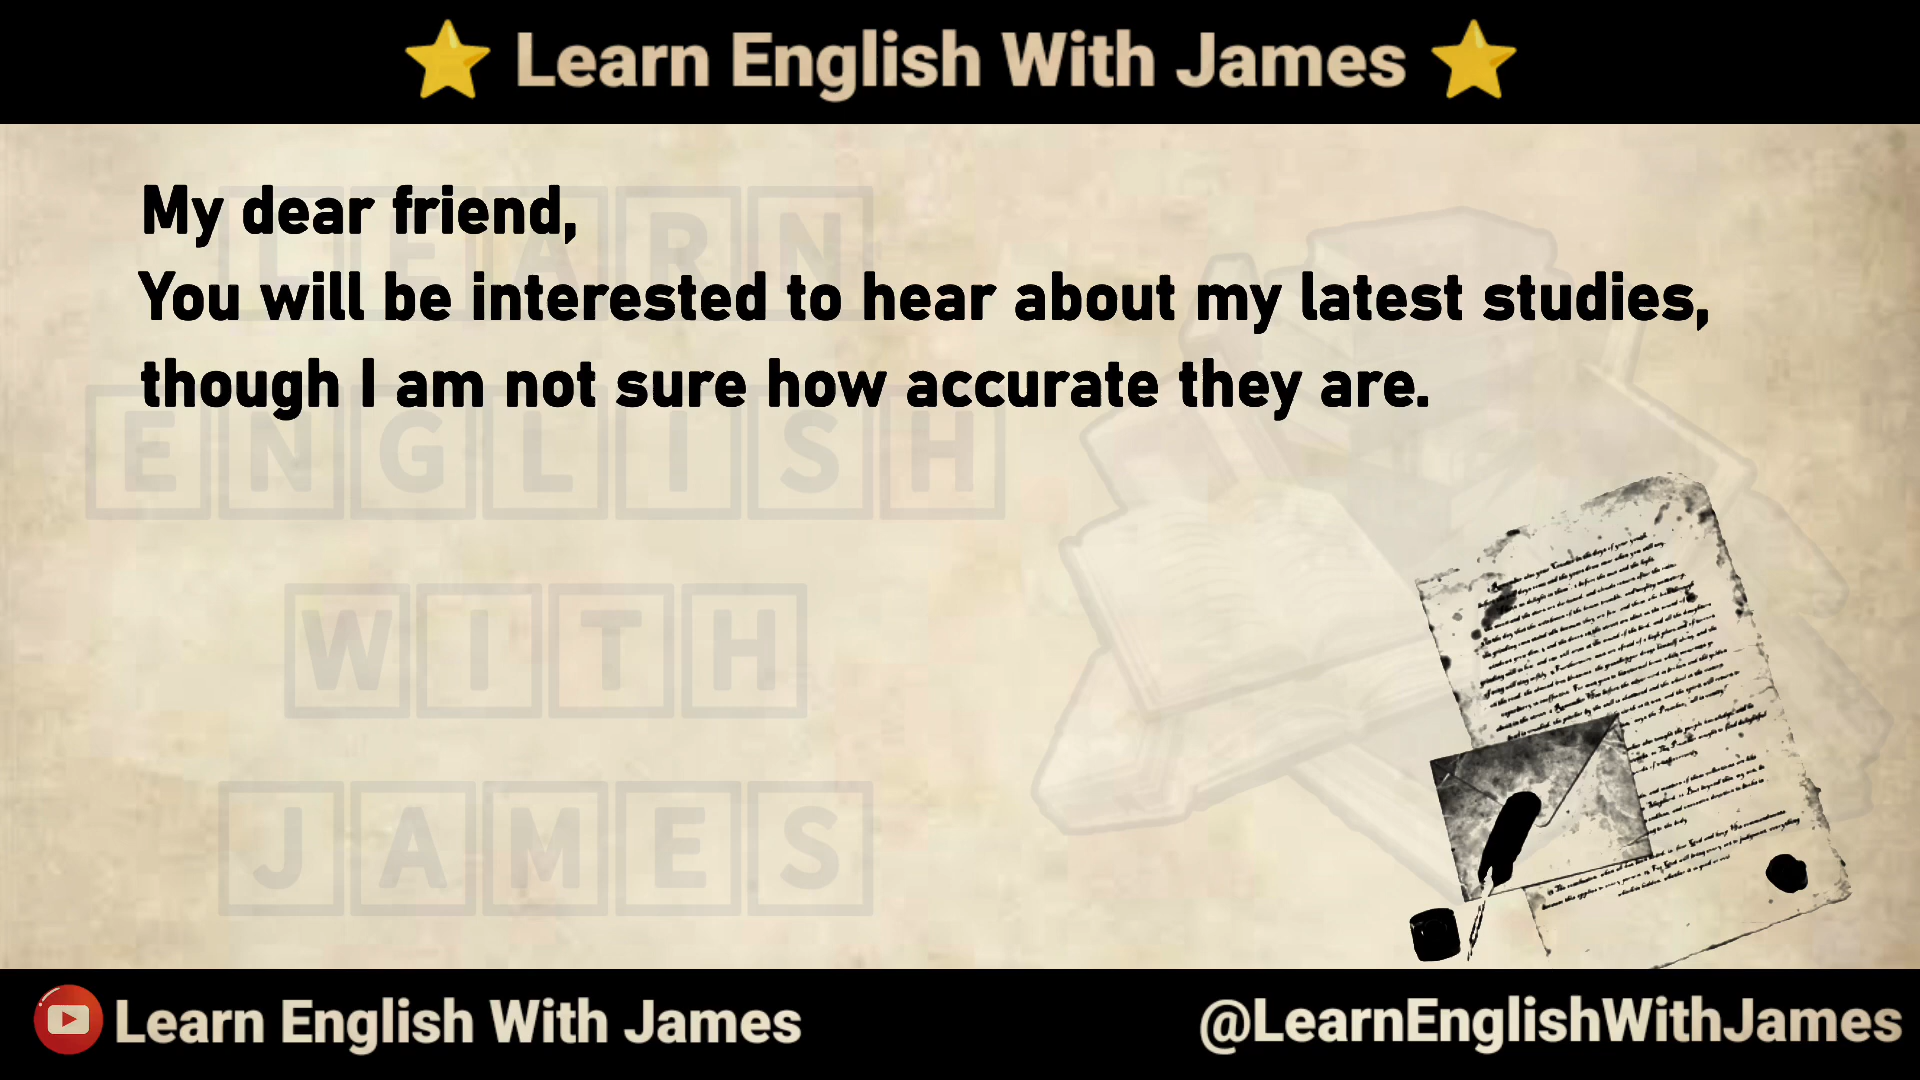 Learn English With James
My dear friend,
You will be interested to hear about my latest studies,
though I am not sure how accurate they are.
LEARN
ENGLISH
WITH
JAMES
Learn English With James
@LearnEnglishWithJames